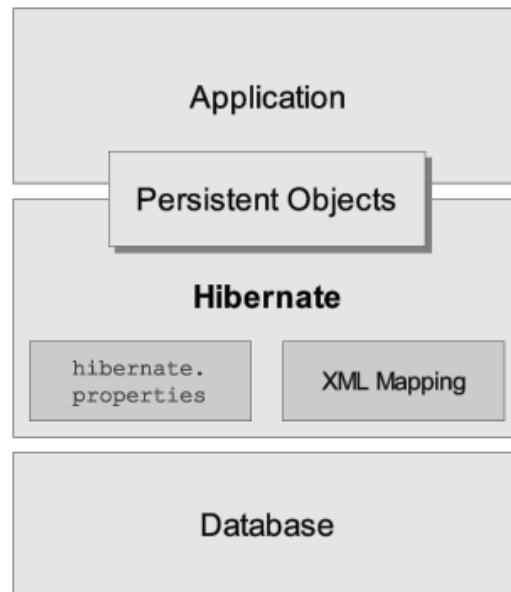 Application
Persistent Objects
Hibernate
hibernate.
properties
XML Mapping
Database